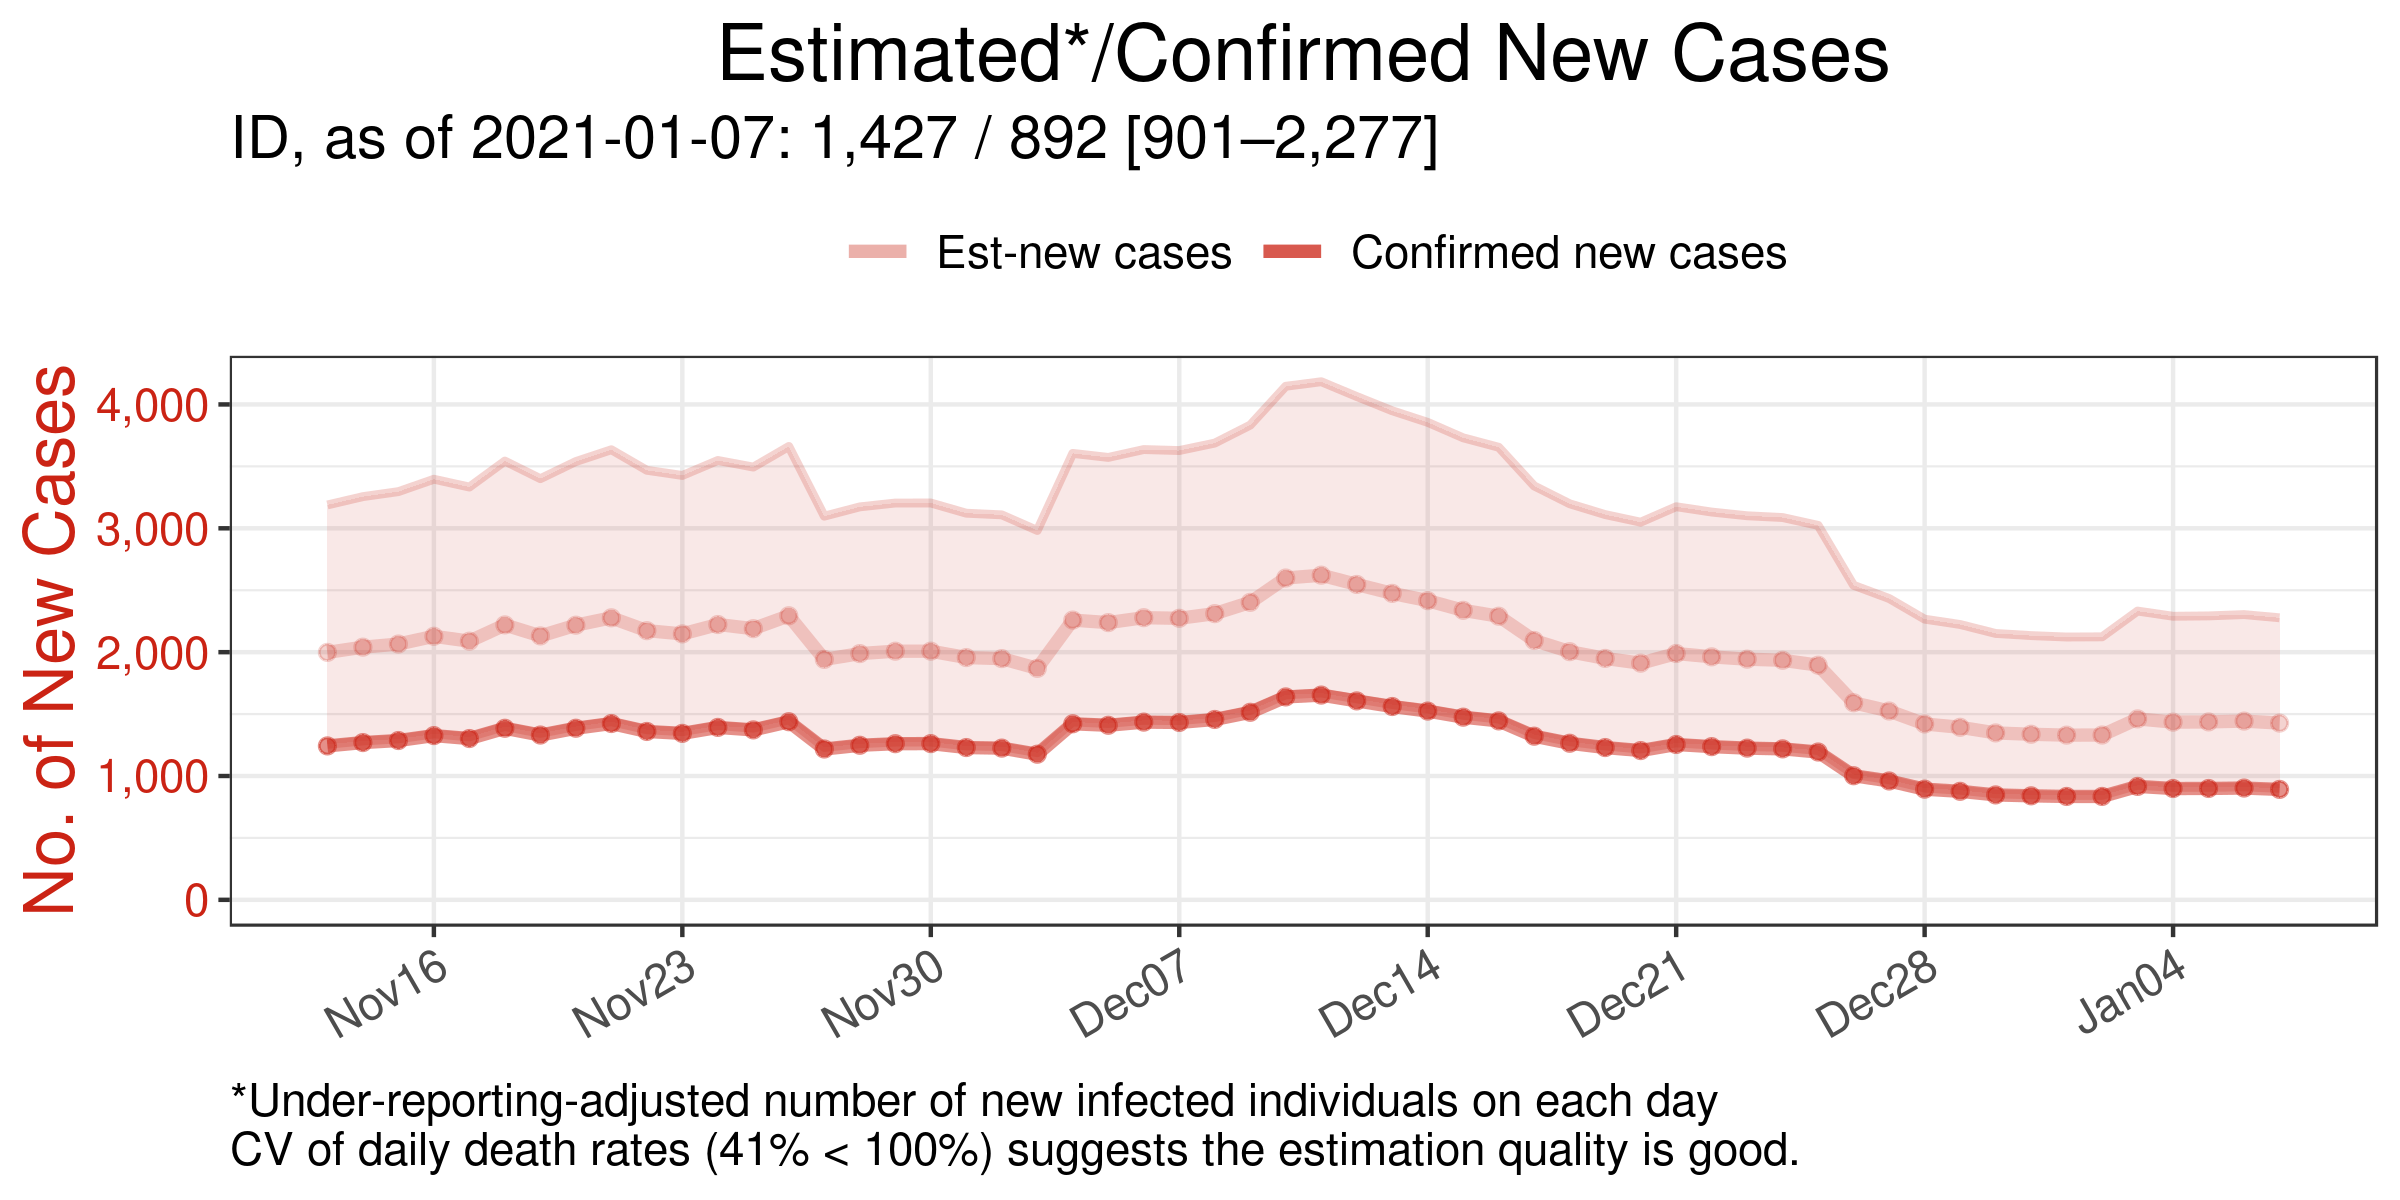 Estimated*/Confirmed New Cases
ID, as of 2021-01-07: 1,427 / 892 [901–2,277]
Est-new cases Confirmed new cases
No. of New Cases
4,000
3,000
2,000
1,000
0
Nov16 Nov23 Nov30 Dec07 Dec14 Dec21 Dec28 Jan04
*Under-reporting-adjusted number of new infected individuals on each day
CV of daily death rates (41% < 100%) suggests the estimation quality is good.